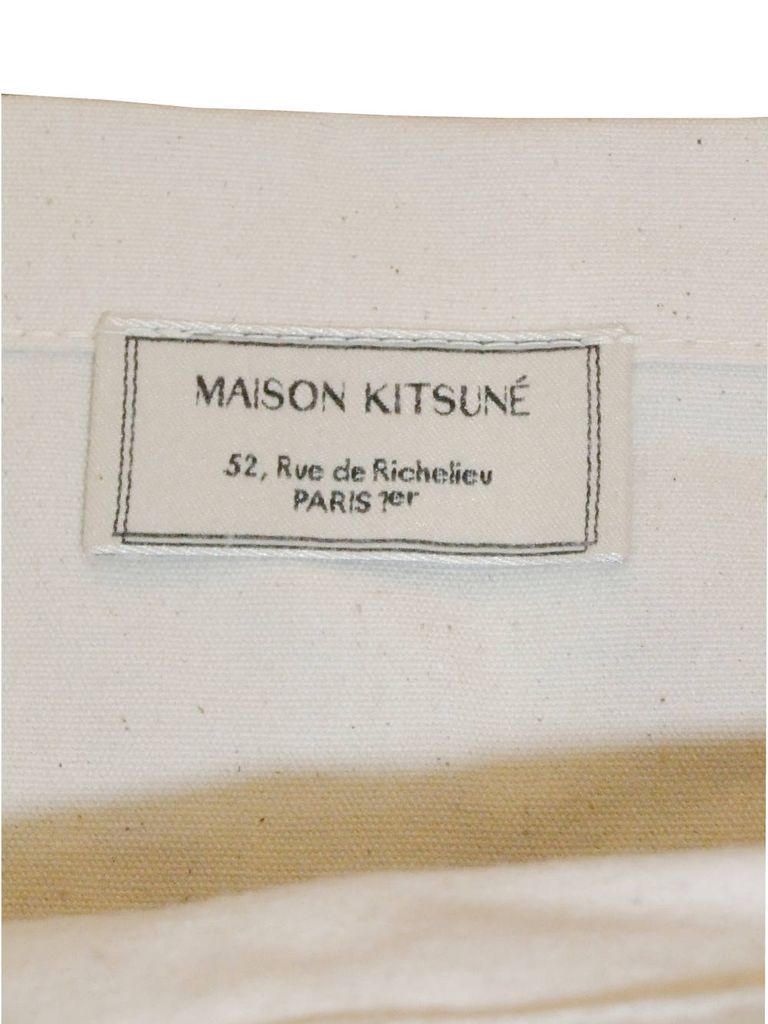 MAISON KITSUNÉ
52, Rue de Richelieu
PARIS 1er